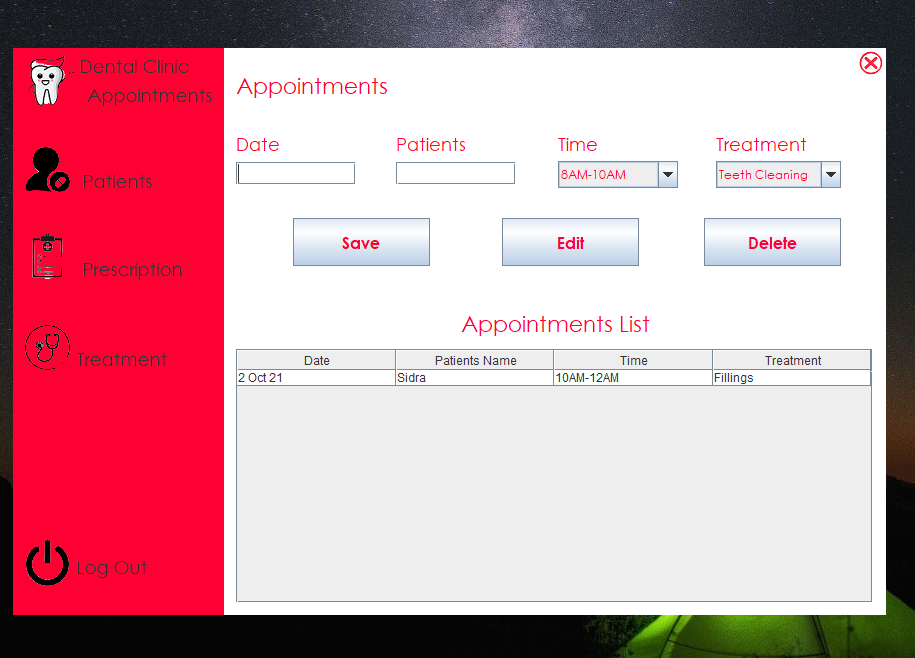 Dental Clinic
Appointments
Patients
Prescription
Treatment
Log Out
Appointments
Date Patients Time Treatment
8AM-10AM Teeth Cleaning
Save Edit Delete
Appointments List
Date Patients Name Time Treatment
2 Oct 21 Sidra 10AM-12AM Fillings